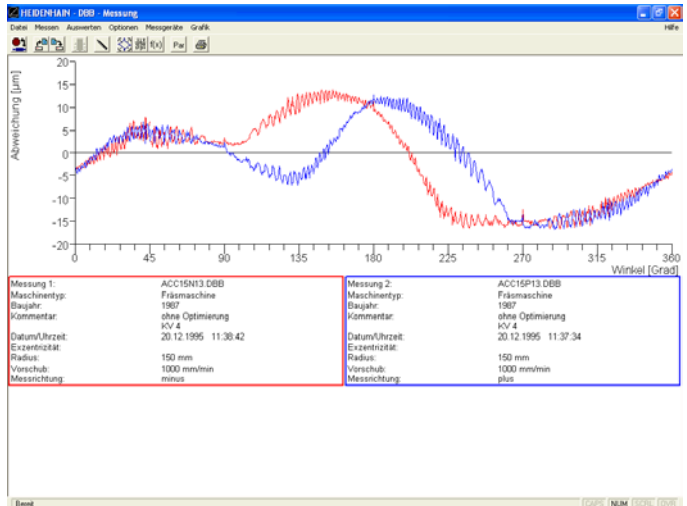 HEIDENHAIN - DBB - Messung
Datei Messen Auswerten Optionen Messgeräte Grafik Hilfe
f(x) Par
Abweichung [µm]
20
15
10
5
0
-5
-10
-15
-20
0 45 90 135 180 225 270 315 360
Winkel [Grad]
Messung 1: ACC15N13.DBB
Maschinentyp: Fräsmaschine
Baujahr: 1987
Kommentar: ohne Optimierung
KV 4
Datum/Uhrzeit: 20.12.1995 11:38:42
Exzentrizität:
Radius: 150 mm
Vorschub: 1000 mm/min
Messrichtung: minus
Messung 2: ACC15P13.DBB
Maschinentyp: Fräsmaschine
Baujahr: 1987
Kommentar: ohne Optimierung
KV 4
Datum/Uhrzeit: 20.12.1995 11:37:34
Exzentrizität:
Radius: 150 mm
Vorschub: 1000 mm/min
Messrichtung: plus
Bereit CAPS NUM SCRL OVR